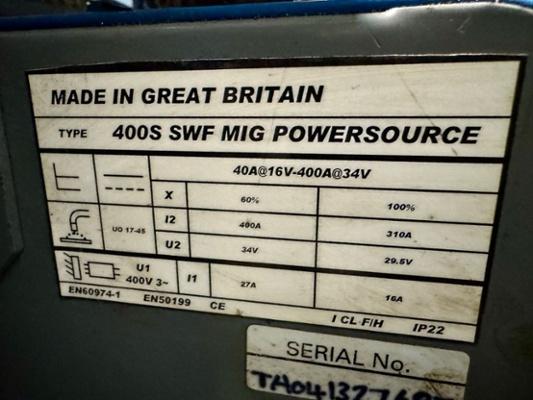 MADE IN GREAT BRITAIN
TYPE 400S SWF MIG POWERSOURCE
40A@16V-400A@34V
X 60% 100%
I2 400A 310A
UO 17-45
U2 34V 29.5V
U1 400V 3~ I1 27A 16A
EN60974-1 EN50199 CE I CL-F/H IP22
SERIAL No.